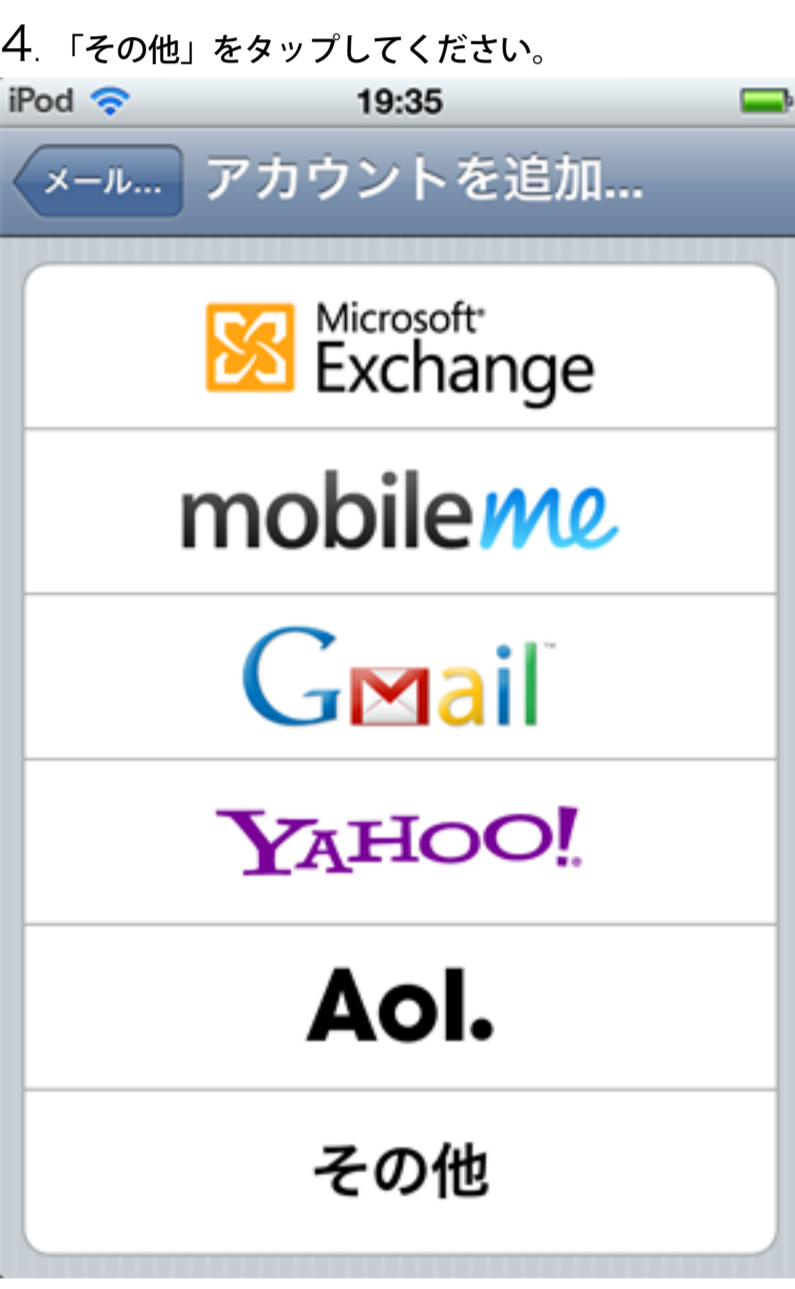 4. 「その他」をタップしてください。
iPod 19:35
メール... アカウントを追加...
Microsoft®
Exchange
mobileme
Gmail™
YAHOO!®
Aol.
その他